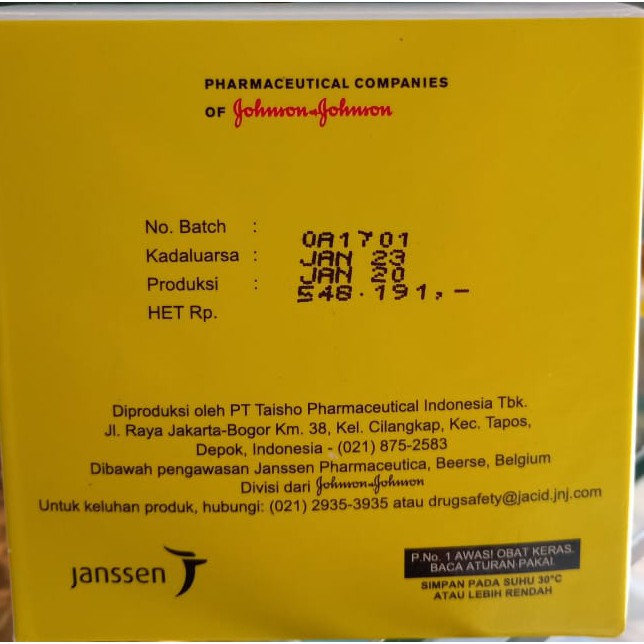 PHARMACEUTICAL COMPANIES
OF Johnson & Johnson
No. Batch : 0A1701
Kadaluarsa : JAN 23
Produksi : JAN 20
HET Rp. 548.191,-
Diproduksi oleh PT Taisho Pharmaceutical Indonesia Tbk.
Jl. Raya Jakarta-Bogor Km. 38, Kel. Cilangkap, Kec. Tapos,
Depok, Indonesia - (021) 875-2583
Dibawah pengawasan Janssen Pharmaceutica, Beerse, Belgium
Divisi dari Johnson & Johnson
Untuk keluhan produk, hubungi: (021) 2935-3935 atau drugsafety@jacid.jnj.com
janssen
P.No. 1 AWAS! OBAT KERAS.
BACA ATURAN PAKAI.
SIMPAN PADA SUHU 30°C
ATAU LEBIH RENDAH